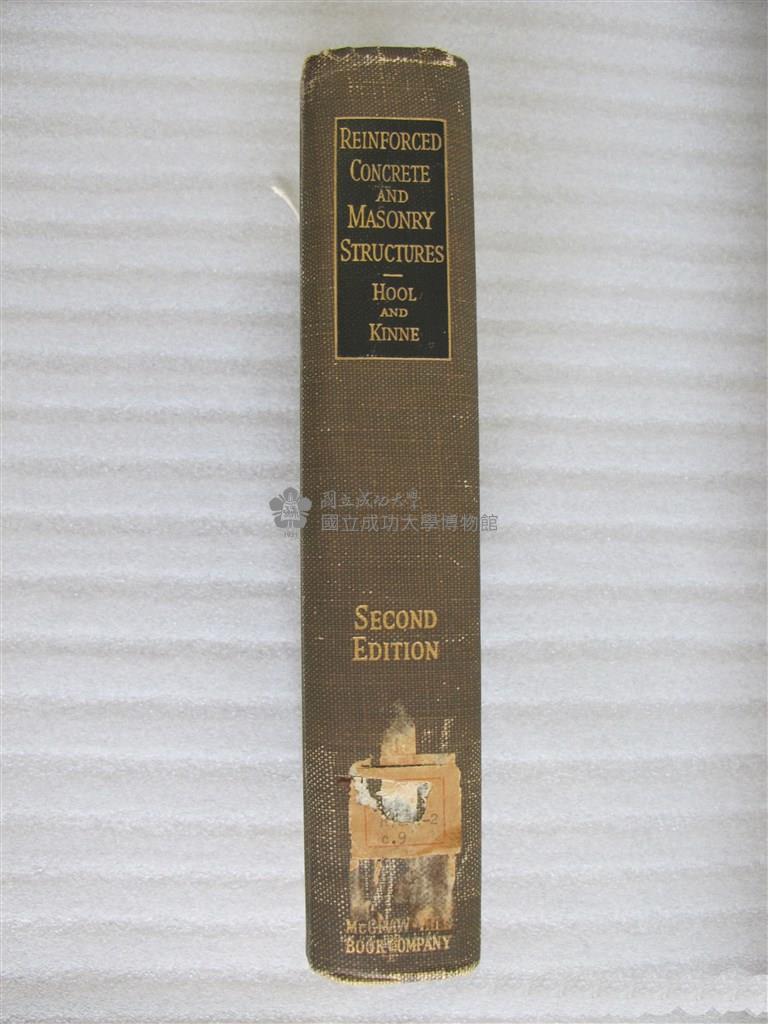 REINFORCED
CONCRETE
AND
MASONRY
STRUCTURES
HOOL
AND
KINNE
國立成功大學
國立成功大學博物館
1931
SECOND
EDITION
c.9
MCGRAW-HILL
BOOK COMPANY